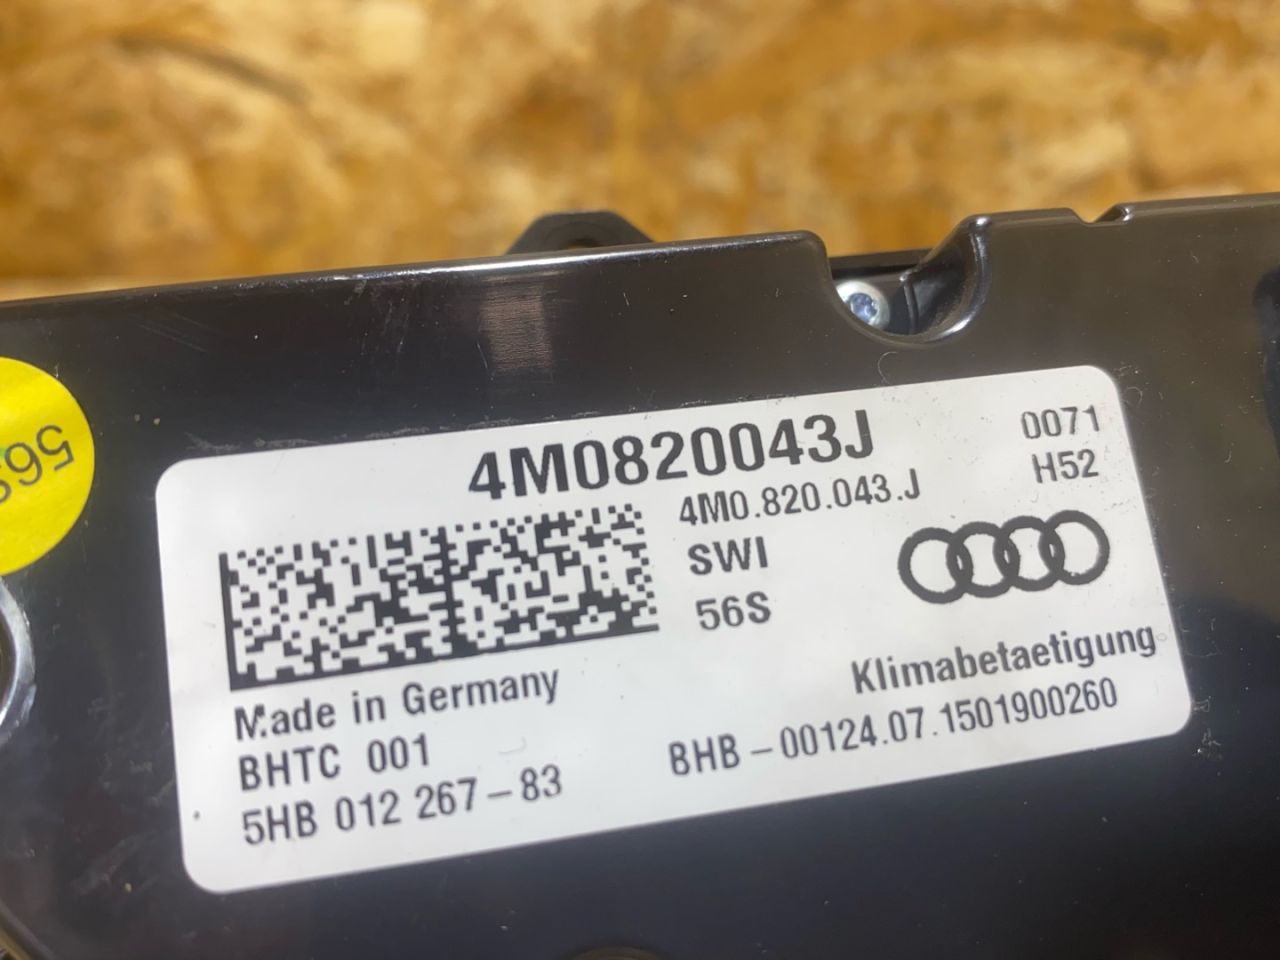 4M0820043J
0071
H52
4M0.820.043.J
SWI
56S
Klimabetaetigung
Made in Germany
BHTC 001
5HB 012 267-83
BHB-00124.07.1501900260